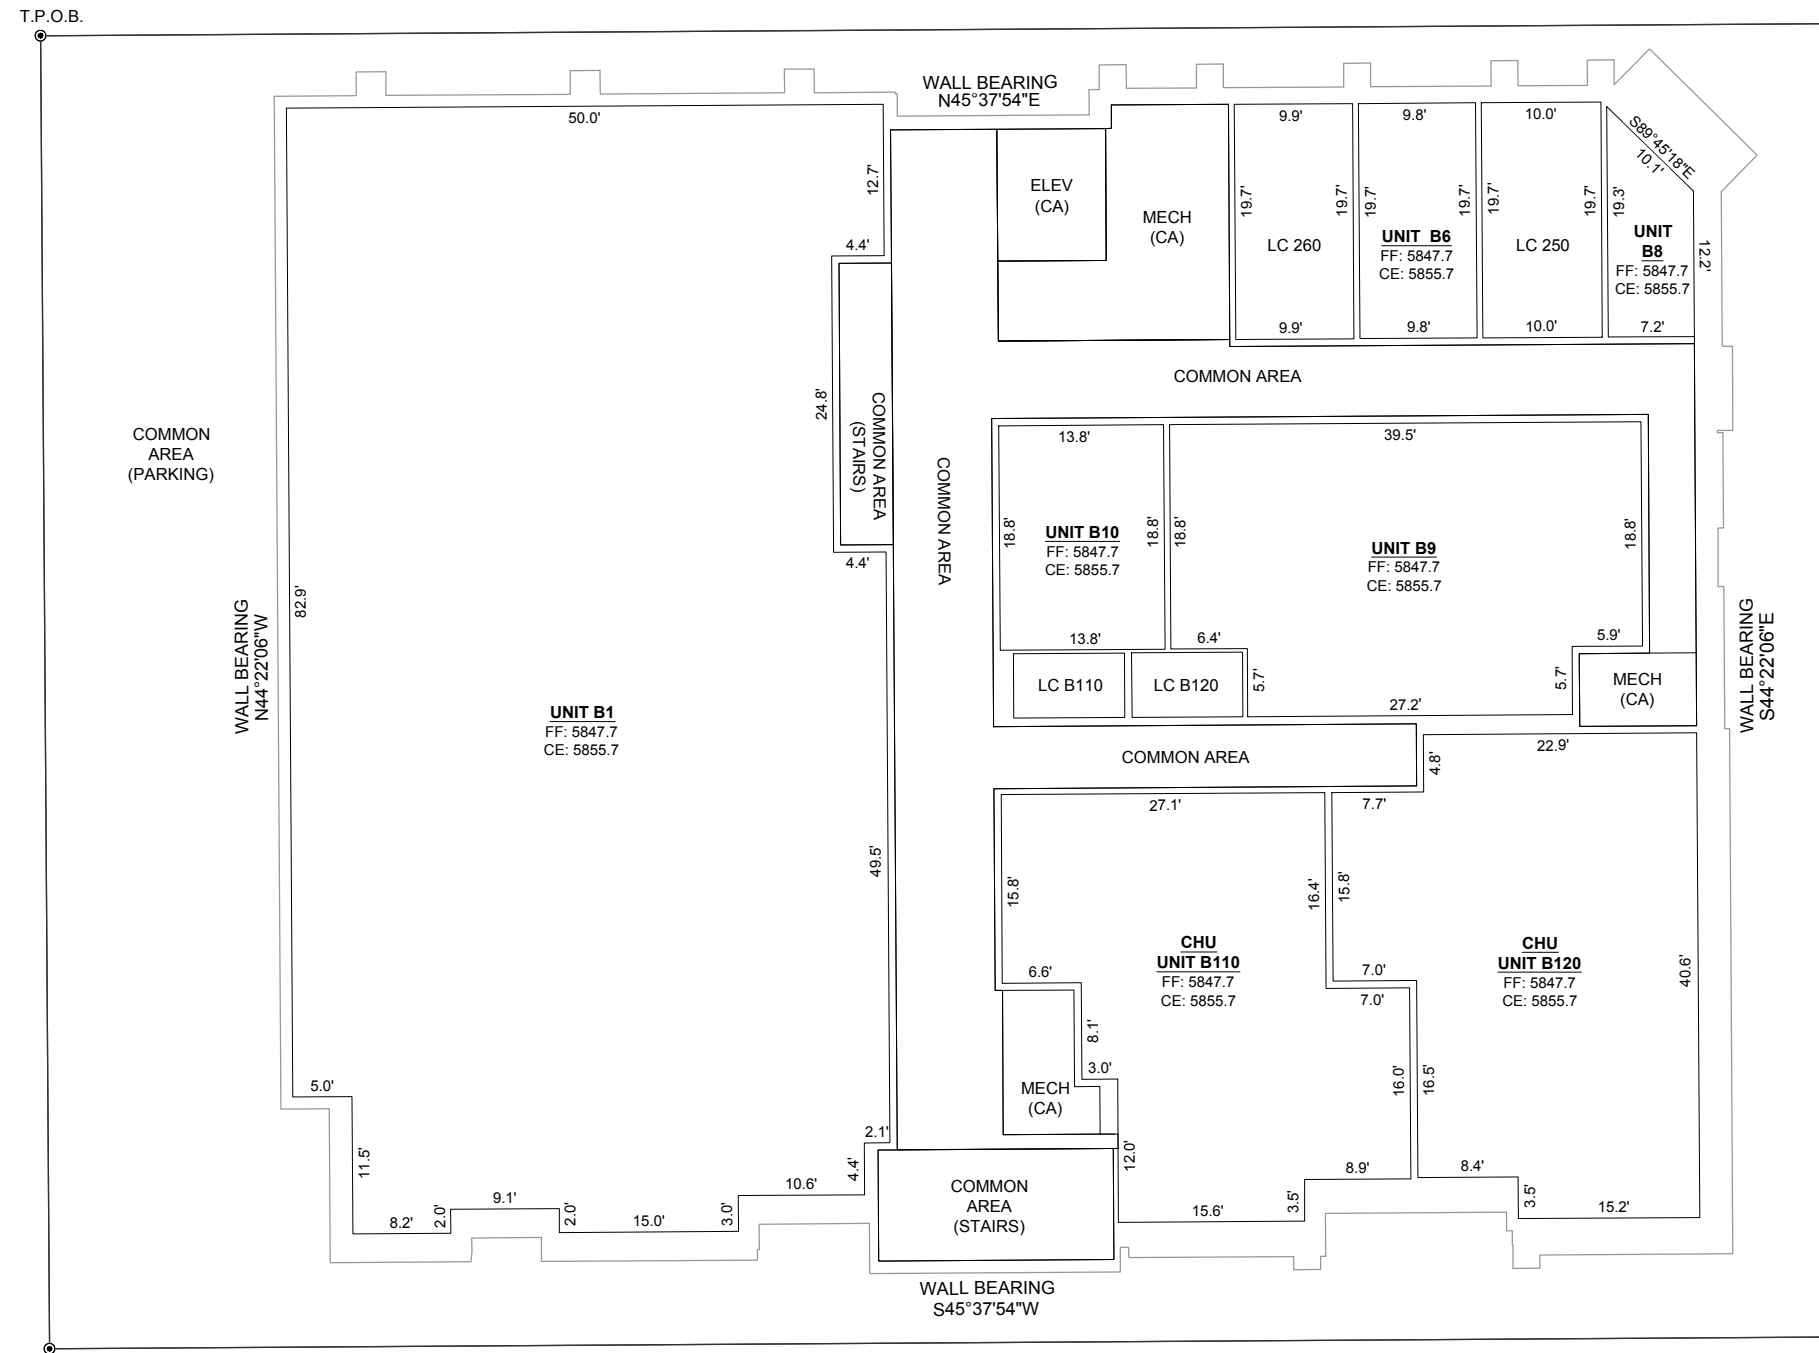 T.P.O.B.
WALL BEARING
N45°37'54"E
50.0'
12.7'
4.4'
24.8'
4.4'
COMMON AREA
(STAIRS)
82.9'
49.5'
UNIT B1
FF: 5847.7
CE: 5855.7
5.0'
11.5'
8.2'
2.0'
9.1'
2.0'
15.0'
3.0'
10.6'
4.4'
2.1'
COMMON
AREA
(PARKING)
WALL BEARING
N44°22'06"W
ELEV
(CA)
MECH
(CA)
9.9'
19.7'
19.7'
LC 260
9.9'
9.8'
19.7'
19.7'
UNIT B6
FF: 5847.7
CE: 5855.7
9.8'
10.0'
19.7'
19.7'
LC 250
10.0'
S89°45'18"E
10.1'
19.3'
UNIT
B8
FF: 5847.7
CE: 5855.7
12.2'
7.2'
COMMON AREA
COMMON AREA
13.8'
18.8'
18.8'
UNIT B10
FF: 5847.7
CE: 5855.7
13.8'
39.5'
18.8'
18.8'
UNIT B9
FF: 5847.7
CE: 5855.7
6.4'
5.7'
27.2'
5.7'
5.9'
LC B110
LC B120
MECH
(CA)
WALL BEARING
S44°22'06"E
COMMON AREA
27.1'
15.8'
16.4'
CHU
UNIT B110
FF: 5847.7
CE: 5855.7
6.6'
8.1'
3.0'
12.0'
7.0'
16.0'
8.9'
3.5'
15.6'
MECH
(CA)
22.9'
4.8'
7.7'
15.8'
7.0'
CHU
UNIT B120
FF: 5847.7
CE: 5855.7
40.6'
16.5'
8.4'
3.5'
15.2'
COMMON
AREA
(STAIRS)
WALL BEARING
S45°37'54"W